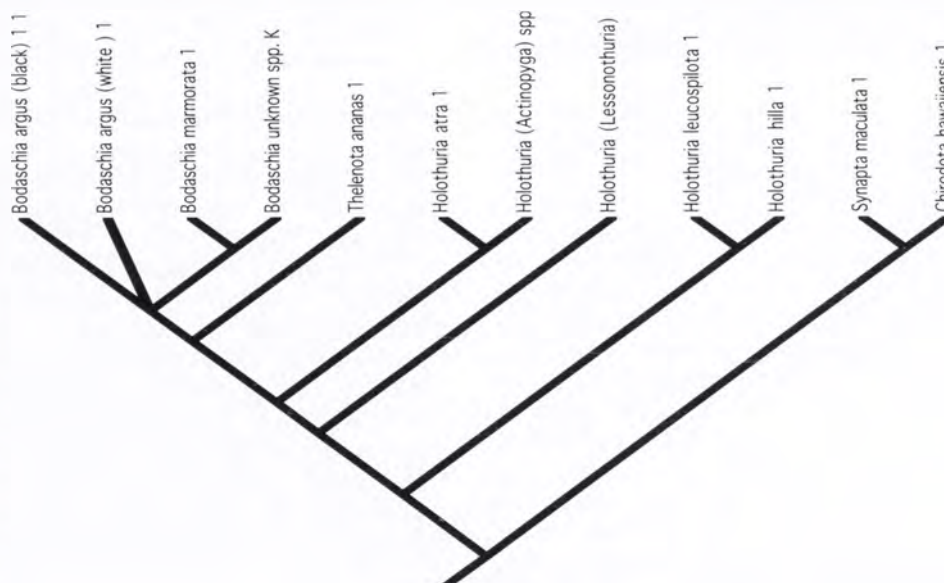 Bodaschia argus (black) 1 1
Bodaschia argus (white ) 1
Bodaschia marmorata 1
Bodaschia unknown spp. K
Thelenota ananas 1
Holothuria atra 1
Holothuria (Actinopyga) spp
Holothuria (Lessonothuria)
Holothuria leucospilota 1
Holothuria hilla 1
Synapta maculata 1
Chirodota hawaiiensis 1